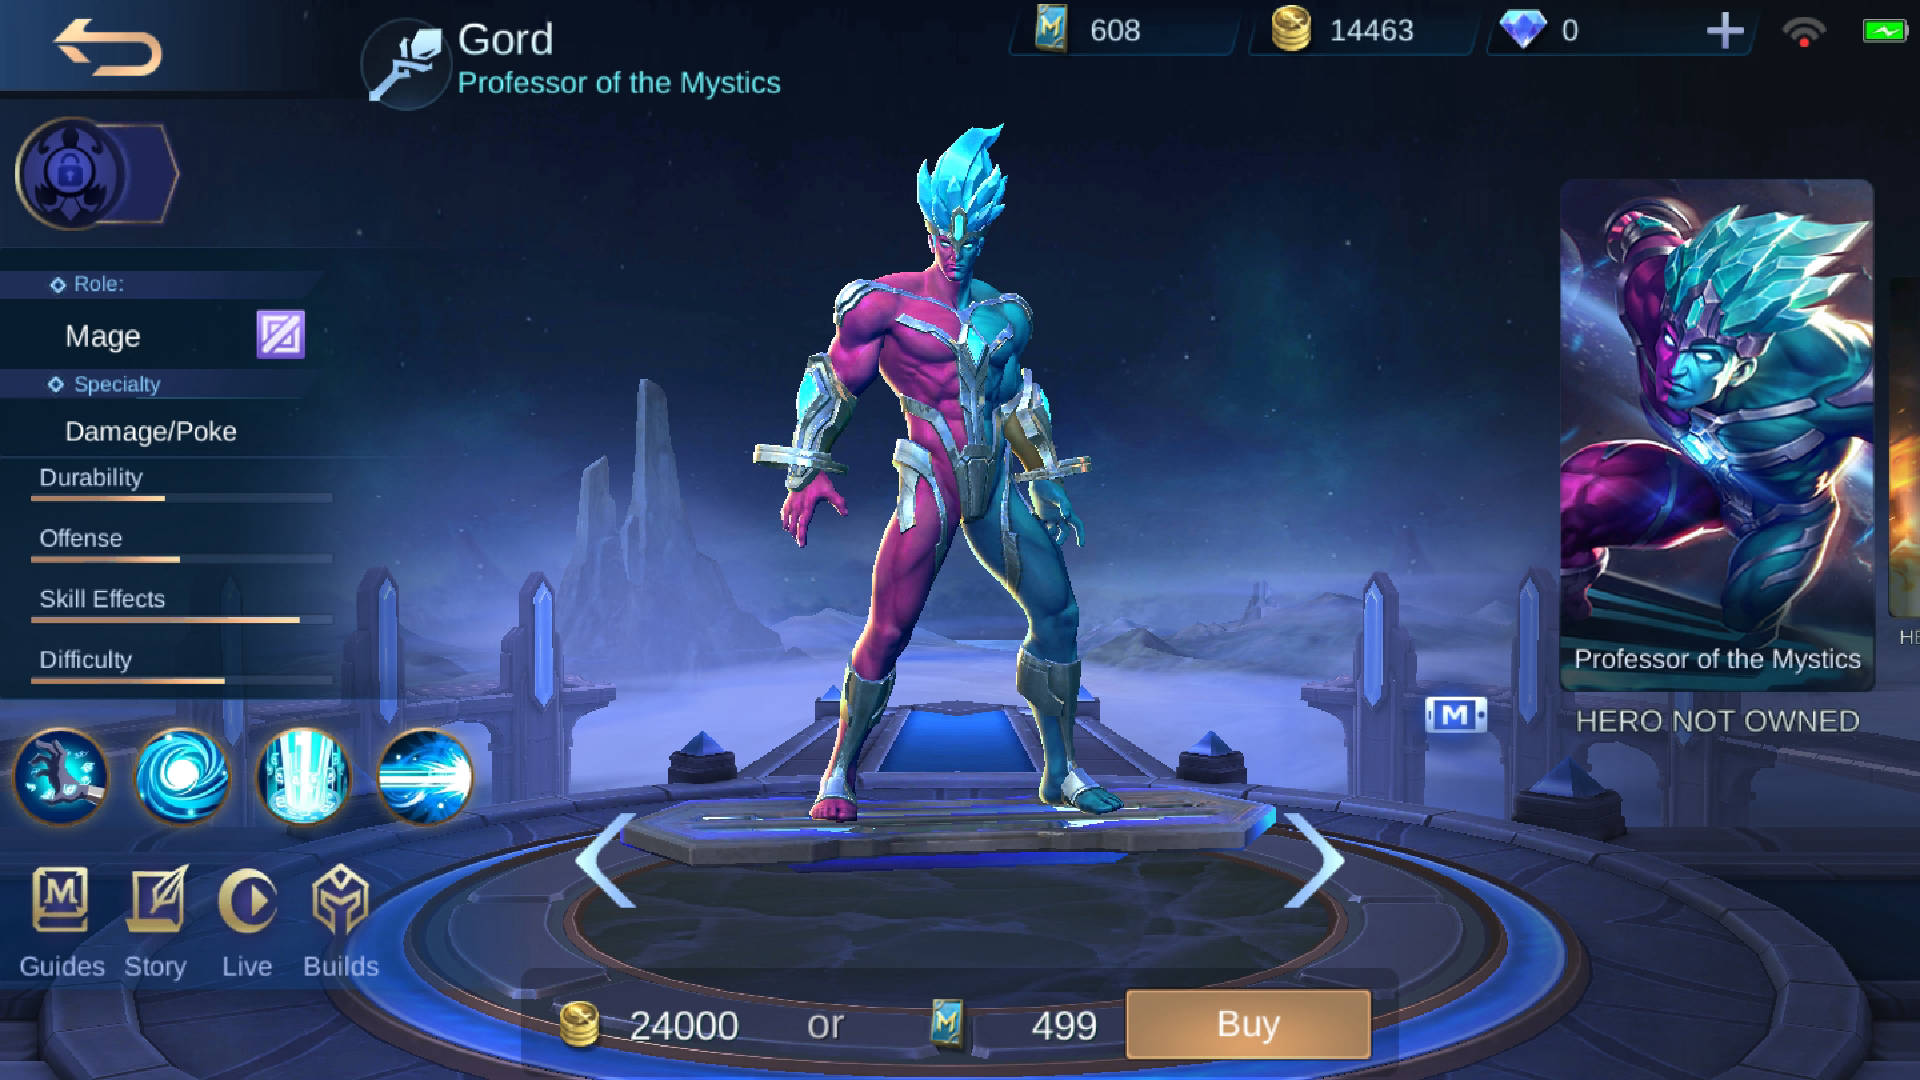 Gord
Professor of the Mystics
608
14463
0
Role:
Mage
Specialty
Damage/Poke
Durability
Offense
Skill Effects
Difficulty
Guides
Story
Live
Builds
M
Professor of the Mystics
HERO NOT OWNED
HE
24000
or
499
Buy